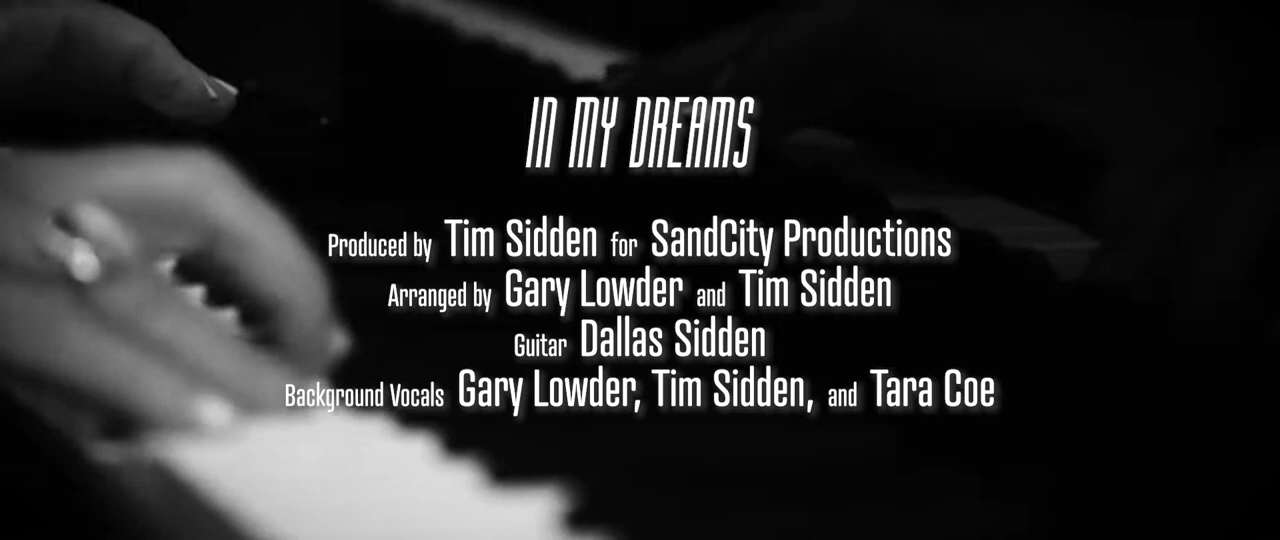 IN MY DREAMS
Produced by Tim Sidden for SandCity Productions
Arranged by Gary Lowder and Tim Sidden
Guitar Dallas Sidden
Background Vocals Gary Lowder, Tim Sidden, and Tara Coe